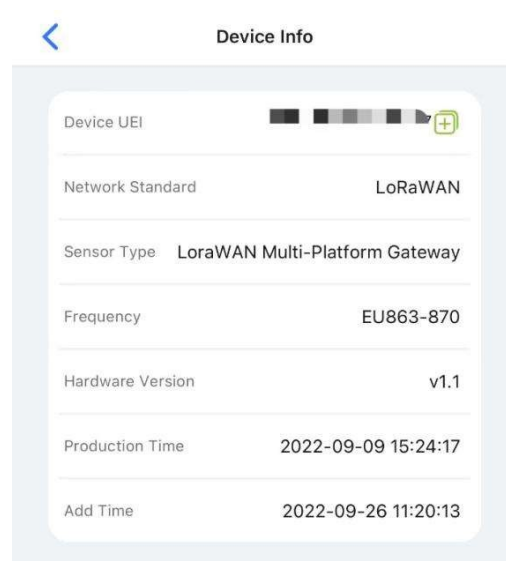 Device Info
Device UEI
Network Standard LoRaWAN
Sensor Type LoraWAN Multi-Platform Gateway
Frequency EU863-870
Hardware Version v1.1
Production Time 2022-09-09 15:24:17
Add Time 2022-09-26 11:20:13